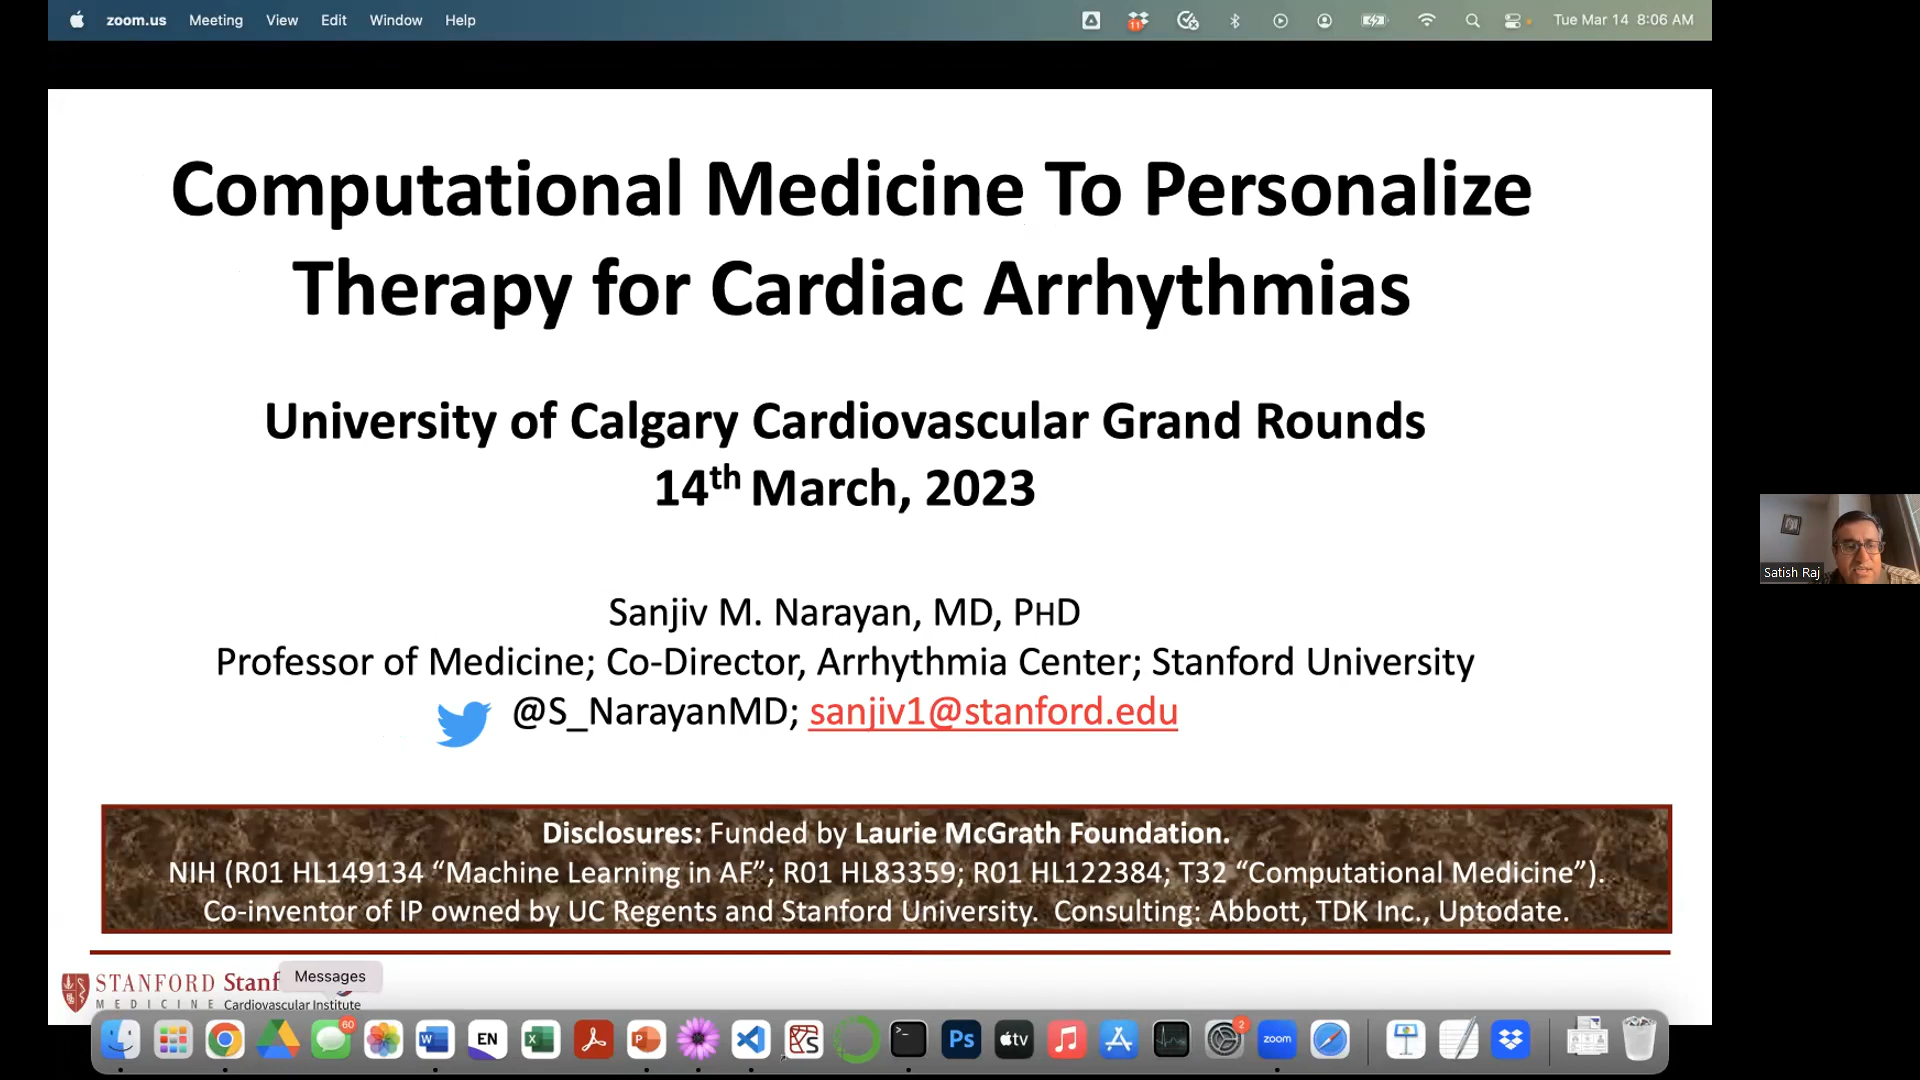 zoom.us Meeting View Edit Window Help Tue Mar 14 8:06 AM
11
Computational Medicine To Personalize
Therapy for Cardiac Arrhythmias
University of Calgary Cardiovascular Grand Rounds
14th March, 2023
Sanjiv M. Narayan, MD, PHD
Professor of Medicine; Co-Director, Arrhythmia Center; Stanford University
@S_NarayanMD; sanjiv1@stanford.edu
Satish Raj
Disclosures: Funded by Laurie McGrath Foundation.
NIH (R01 HL149134 “Machine Learning in AF”; R01 HL83359; R01 HL122384; T32 “Computational Medicine”).
Co-inventor of IP owned by UC Regents and Stanford University. Consulting: Abbott, TDK Inc., Uptodate.
Messages
STANFORD Stanf
MEDICINE Cardiovascular Institute
60 W EN X P >_ Ps tv 2 zoom